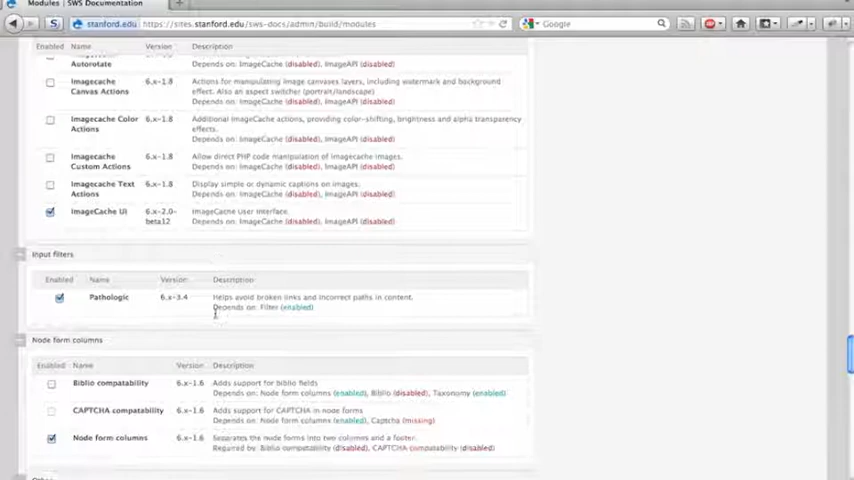 Modules | SWS Documentation
stanford.edu https://sites.stanford.edu/sws-docs/admin/build/modules
Google
Enabled Name Version Description
Autorotate Depends on: ImageCache (disabled), ImageAPI (disabled)
Imagecache Canvas Actions 6.x-1.8 Actions for manipulating image canvases layers, including watermark and background
effect. Also an aspect switcher (portrait/landscape)
Depends on: ImageCache (disabled), ImageAPI (disabled)
Imagecache Color Actions 6.x-1.8 Additional ImageCache actions, providing color-shifting, brightness and alpha transparency
effects.
Depends on: ImageCache (disabled), ImageAPI (disabled)
Imagecache Custom Actions 6.x-1.8 Allow direct PHP code manipulation of imagecache images.
Depends on: ImageCache (disabled), ImageAPI (disabled)
Imagecache Text Actions 6.x-1.8 Display simple or dynamic captions on images.
Depends on: ImageCache (disabled), ImageAPI (disabled)
ImageCache UI 6.x-2.0-beta12 ImageCache User Interface.
Depends on: ImageCache (disabled), ImageAPI (disabled)
Input filters
Enabled Name Version Description
Pathologic 6.x-3.4 Helps avoid broken links and incorrect paths in content.
Depends on: Filter (enabled)
Node form columns
Enabled Name Version Description
Biblio compatability 6.x-1.6 Adds support for biblio fields
Depends on: Node form columns (enabled), Biblio (disabled), Taxonomy (enabled)
CAPTCHA compatability 6.x-1.6 Adds support for CAPTCHA in node forms
Depends on: Node form columns (enabled), Captcha (missing)
Node form columns 6.x-1.6 Separates the node forms into two columns and a footer.
Required by: Biblio compatability (disabled), CAPTCHA compatability (disabled)